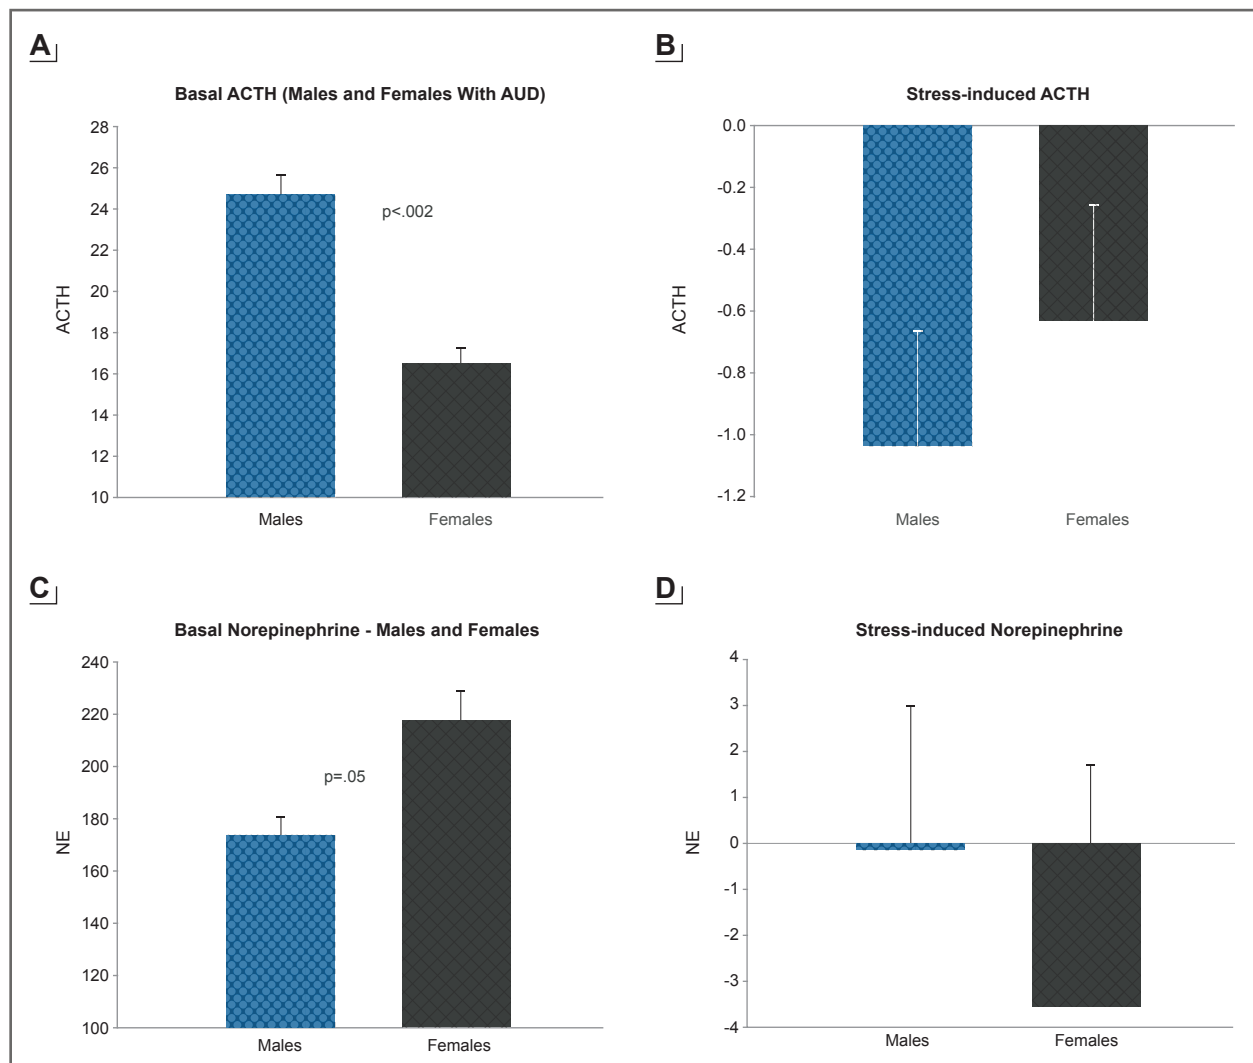 A
Basal ACTH (Males and Females With AUD)
28
26
24
22
20
18
16
14
12
10
ACTH
p<.002
Males
Females
B
Stress-induced ACTH
0.0
-0.2
-0.4
-0.6
-0.8
-1.0
-1.2
ACTH
Males
Females
C
Basal Norepinephrine - Males and Females
240
220
200
180
160
140
120
100
NE
p=.05
Males
Females
D
Stress-induced Norepinephrine
4
3
2
1
0
-1
-2
-3
-4
NE
Males
Females